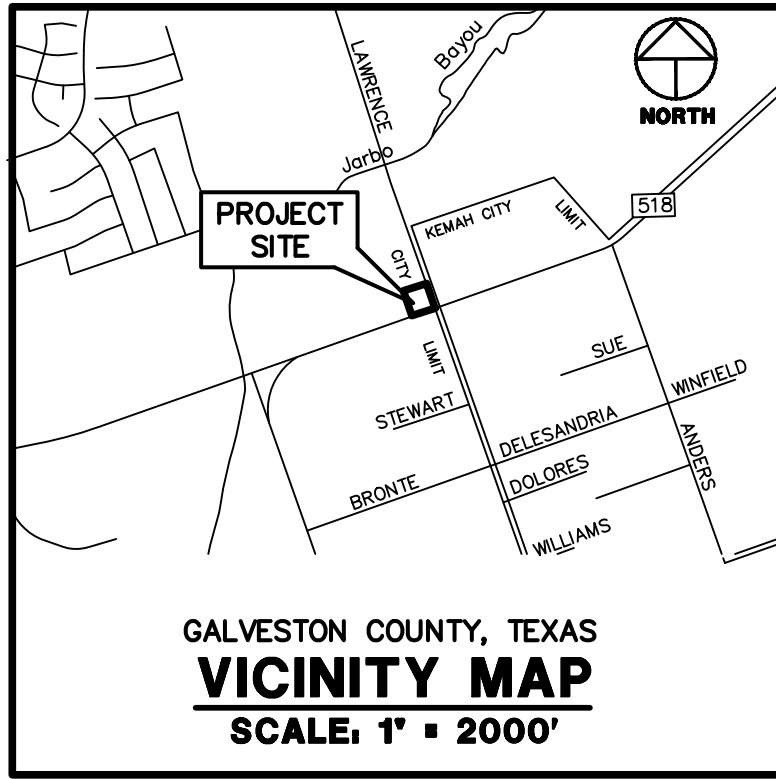 LAWRENCE
Bayou
NORTH
Jarbo
518
PROJECT
SITE
KEMAH CITY
LIMIT
CITY
LIMIT
SUE
WINFIELD
STEWART
DELESANDRIA
ANDERS
BRONTE
DOLORES
WILLIAMS
GALVESTON COUNTY, TEXAS
VICINITY MAP
SCALE: 1" = 2000'